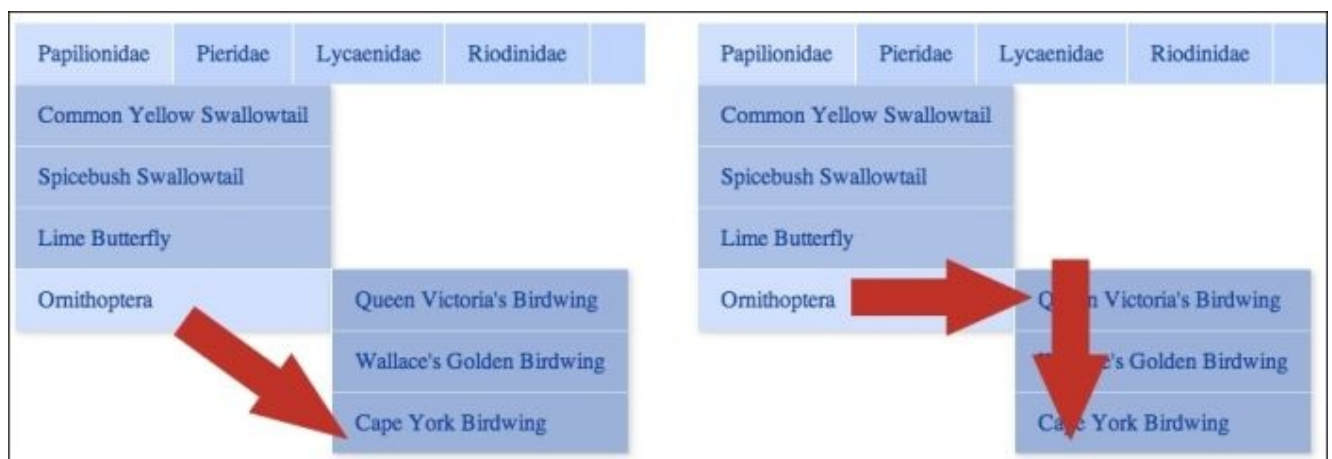 Papilionidae Pieridae Lycaenidae Riodinidae
Common Yellow Swallowtail
Spicebush Swallowtail
Lime Butterfly
Ornithoptera
Queen Victoria's Birdwing
Wallace's Golden Birdwing
Cape York Birdwing
Papilionidae Pieridae Lycaenidae Riodinidae
Common Yellow Swallowtail
Spicebush Swallowtail
Lime Butterfly
Ornithoptera
Victoria's Birdwing
Golden Birdwing
York Birdwing